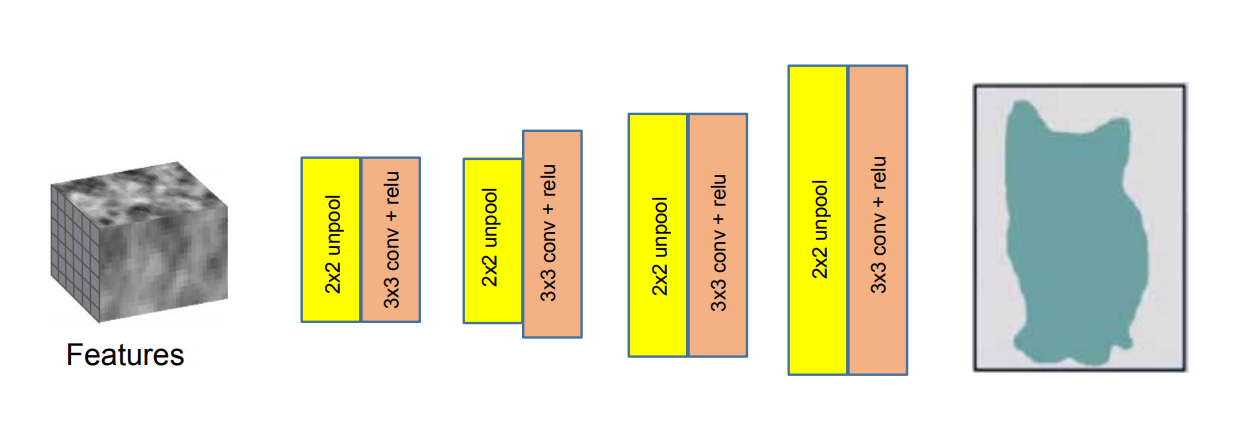 Features
2x2 unpool
3x3 conv + relu
2x2 unpool
3x3 conv + relu
2x2 unpool
3x3 conv + relu
2x2 unpool
3x3 conv + relu